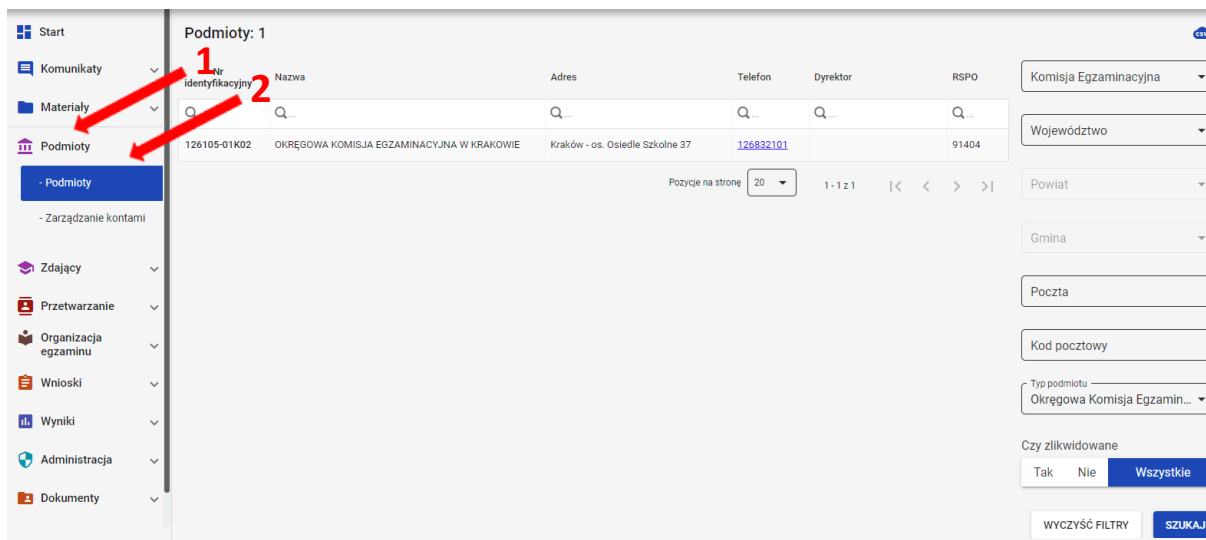 Start
Komunikaty
Materiały
Podmioty
- Podmioty
- Zarządzanie kontami
Zdający
Przetwarzanie
Organizacja
egzaminu
Wnioski
Wyniki
Administracja
Dokumenty
1
2
Podmioty: 1
csv
Nr
identyfikacyjny
Nazwa
Adres
Telefon
Dyrektor
RSPO
...
...
...
...
...
126105-01K02
OKRĘGOWA KOMISJA EGZAMINACYJNA W KRAKOWIE
Kraków - os. Osiedle Szkolne 37
126832101
91404
Pozycje na stronę 20
1 - 1 z 1
Komisja Egzaminacyjna
Województwo
Powiat
Gmina
Poczta
Kod pocztowy
Typ podmiotu
Okręgowa Komisja Egzamin...
Czy zlikwidowane
Tak Nie Wszystkie
WYCZYŚĆ FILTRY SZUKAJ